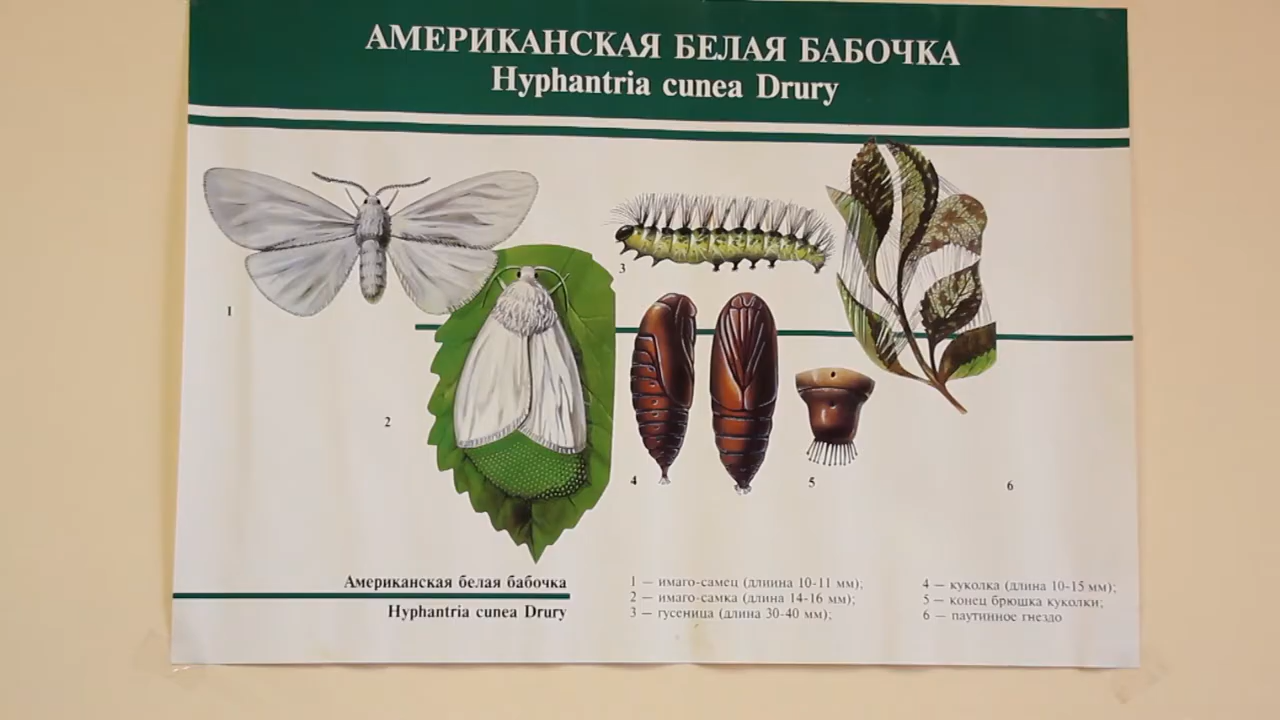 АМЕРИКАНСКАЯ БЕЛАЯ БАБОЧКА
Hyphantria cunea Drury
1
2
3
4
5
6
Американская белая бабочка
Hyphantria cunea Drury
1 — имаго-самец (длиина 10-11 мм);
2 — имаго-самка (длина 14-16 мм);
3 — гусеница (длина 30-40 мм);
4 — куколка (длина 10-15 мм);
5 — конец брюшка куколки;
6 — паутинное гнездо